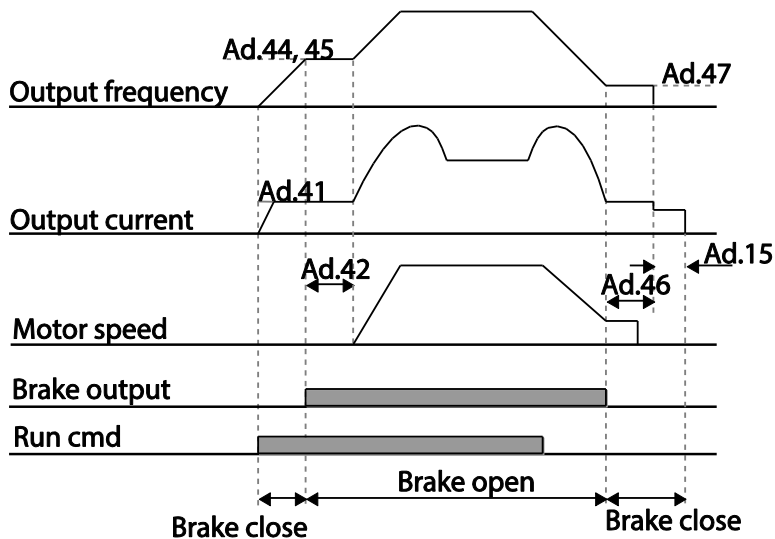 Ad.44, 45
Ad.47
Output frequency
Ad.41
Output current
Ad.15
Ad.42
Ad.46
Motor speed
Brake output
Run cmd
Brake open
Brake close
Brake close